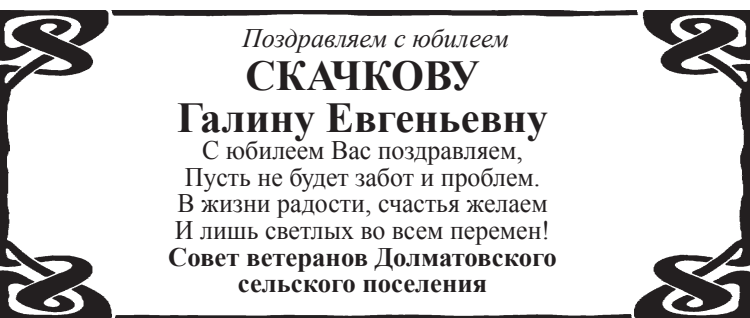 Поздравляем с юбилеем
СКАЧКОВУ
Галину Евгеньевну
С юбилеем Вас поздравляем,
Пусть не будет забот и проблем.
В жизни радости, счастья желаем
И лишь светлых во всем перемен!
Совет ветеранов Долматовского
сельского поселения